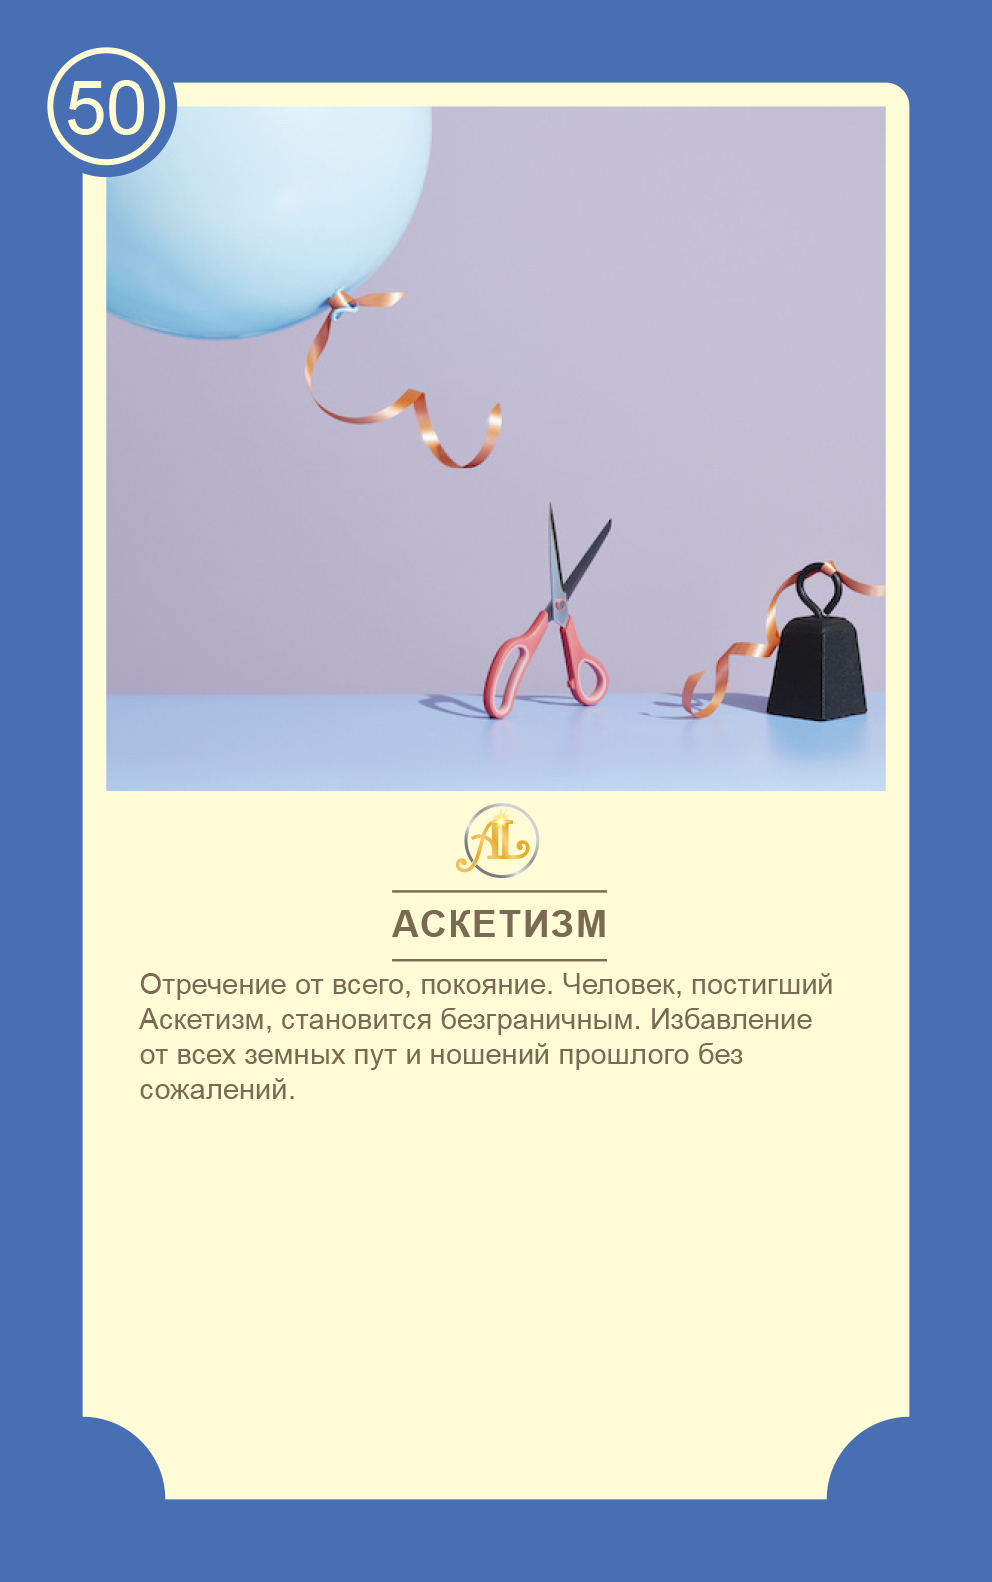 50
AL
АСКЕТИЗМ
Отречение от всего, покояние. Человек, постигший
Аскетизм, становится безграничным. Избавление
от всех земных пут и ношений прошлого без
сожалений.